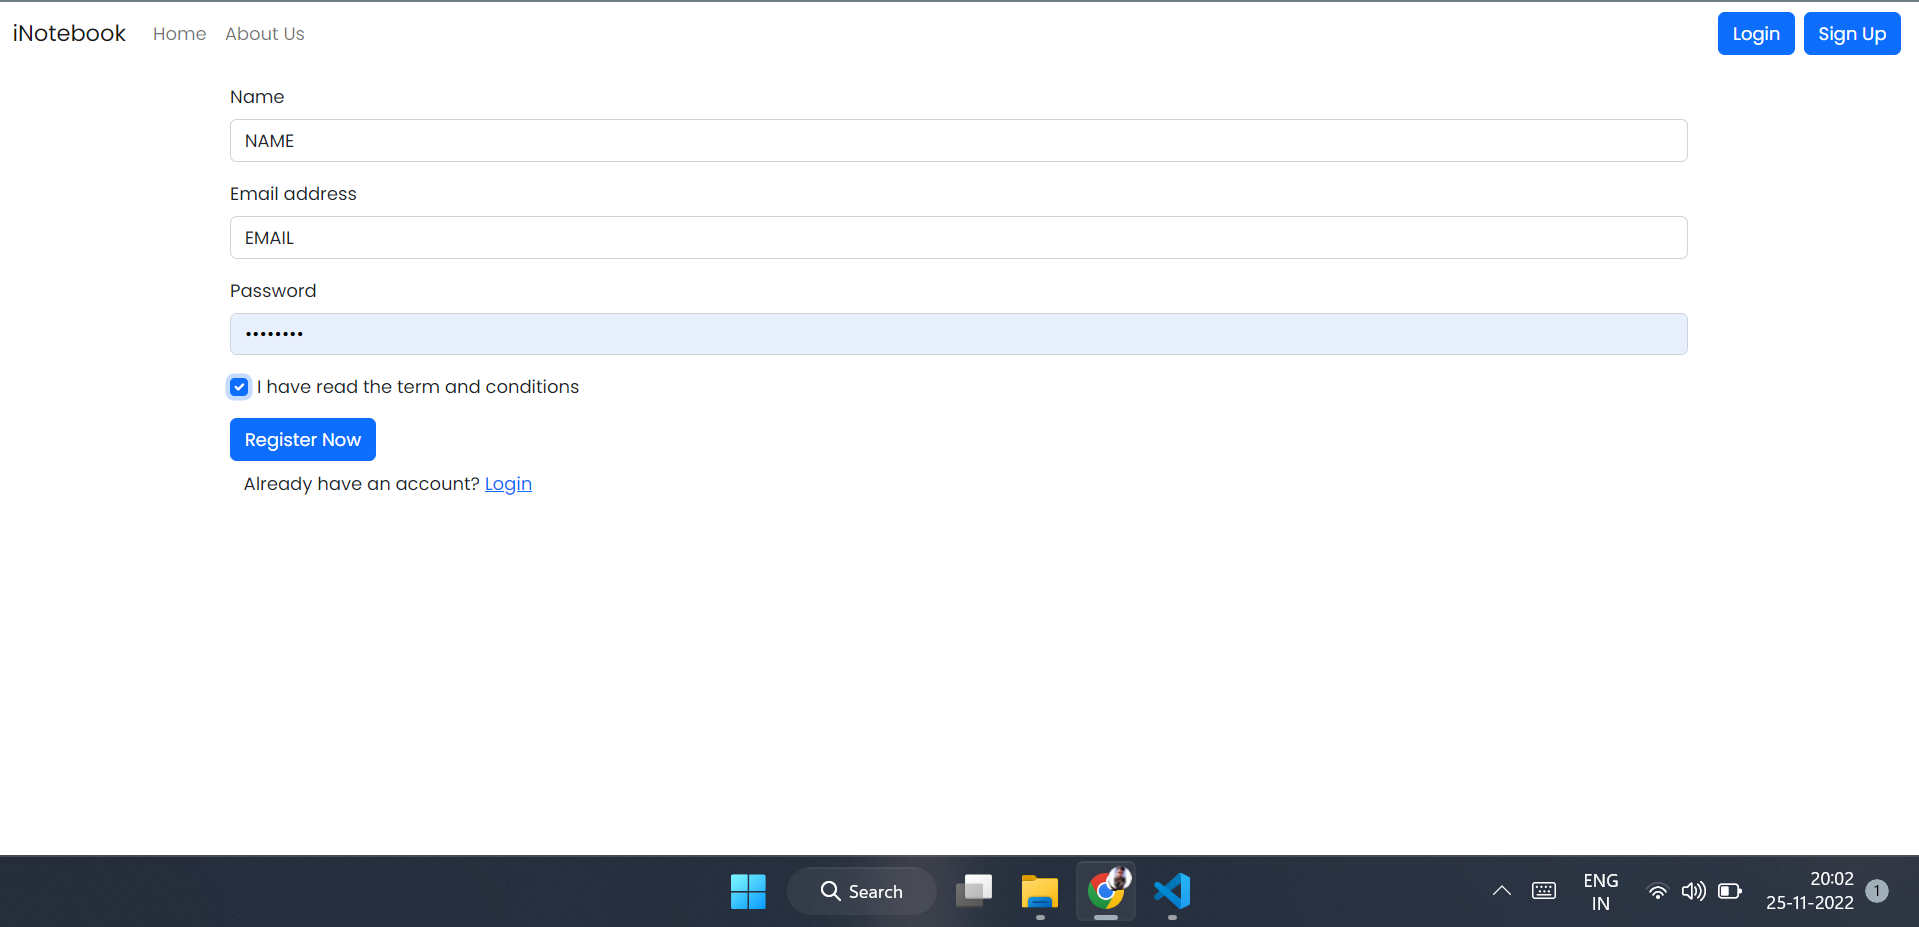 iNotebook Home About Us Login Sign Up
Name
NAME
Email address
EMAIL
Password
••••••••
I have read the term and conditions
Register Now
Already have an account? Login
Search
ENG
IN
20:02
25-11-2022
1